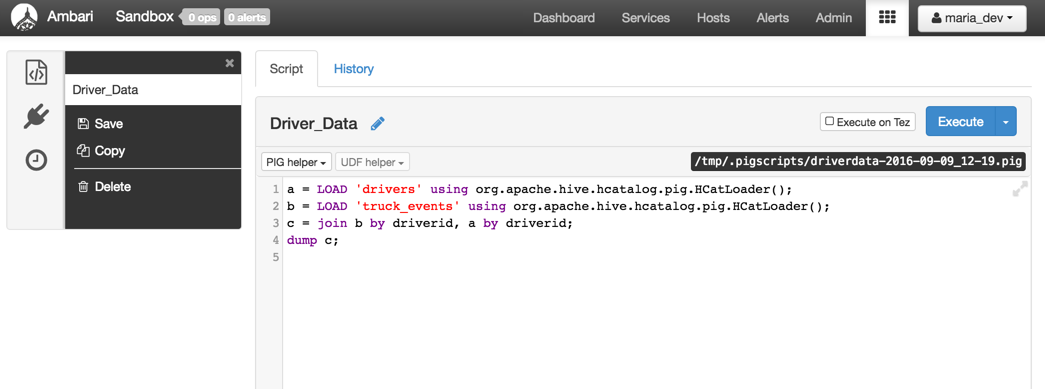 Ambari Sandbox 0 ops 0 alerts Dashboard Services Hosts Alerts Admin maria_dev
Driver_Data
Save
Copy
Delete
Script History
Driver_Data Execute on Tez Execute
PIG helper UDF helper /tmp/.pigscripts/driverdata-2016-09-09_12-19.pig
1 a = LOAD 'drivers' using org.apache.hive.hcatalog.pig.HCatLoader();
2 b = LOAD 'truck_events' using org.apache.hive.hcatalog.pig.HCatLoader();
3 c = join b by driverid, a by driverid;
4 dump c;
5